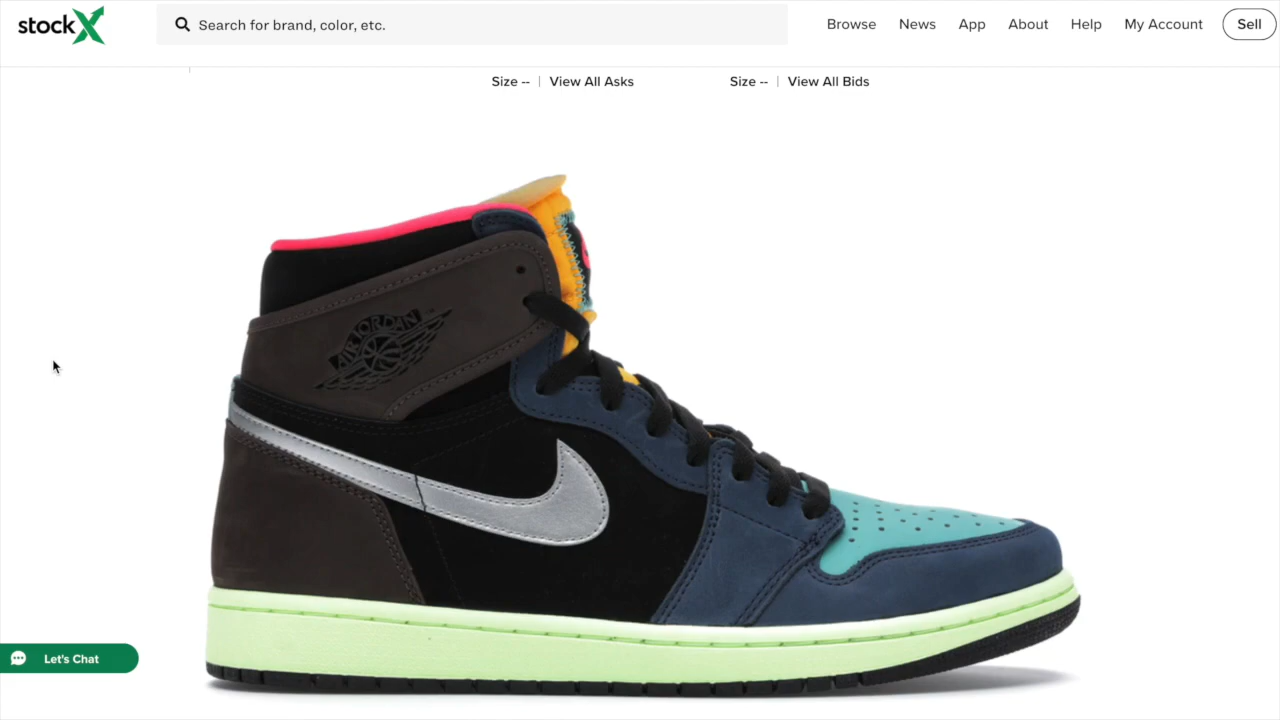 stockX
Search for brand, color, etc.
Browse News App About Help My Account Sell
Size -- | View All Asks
Size -- | View All Bids
AIR JORDAN
Let's Chat